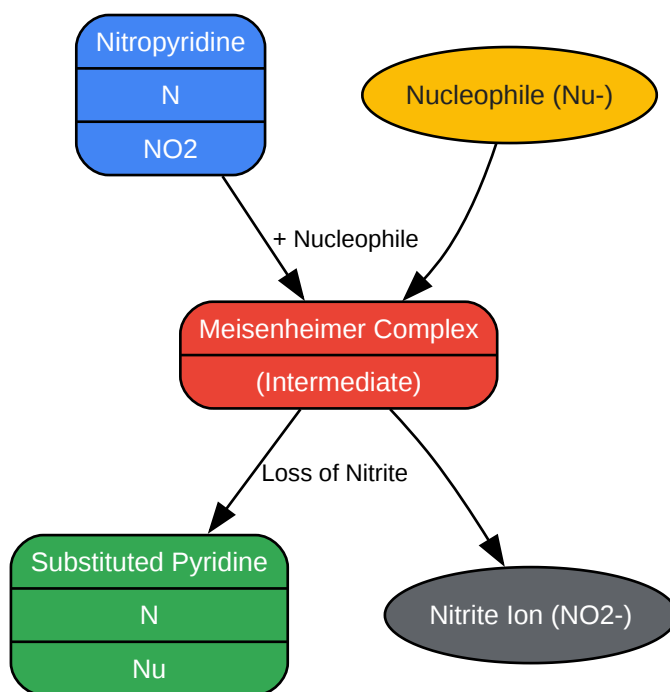 Nitropyridine
N
NO2
Nucleophile (Nu-)
+ Nucleophile
Meisenheimer Complex
(Intermediate)
Loss of Nitrite
Substituted Pyridine
N
Nu
Nitrite Ion (NO2-)